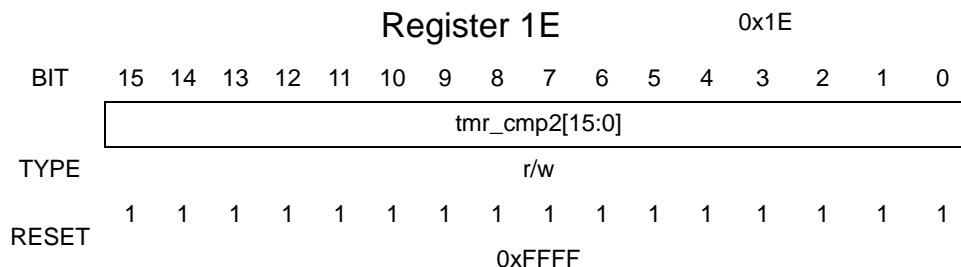 Register 1E 0x1E
BIT 15 14 13 12 11 10 9 8 7 6 5 4 3 2 1 0
tmr_cmp2[15:0]
TYPE r/w
1 1 1 1 1 1 1 1 1 1 1 1 1 1 1 1
RESET
0xFFFF